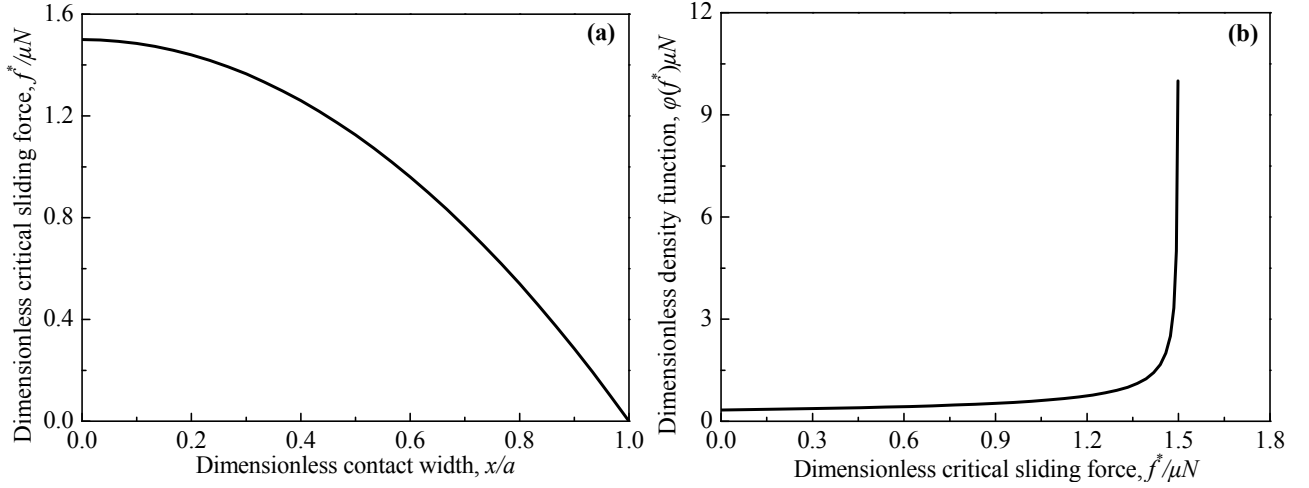 (a)
Dimensionless critical sliding force, f*/μN
1.6
1.2
0.8
0.4
0.0
0.0 0.2 0.4 0.6 0.8 1.0
Dimensionless contact width, x/a
(b)
Dimensionless density function, φ(f*)μN
12
9
6
3
0
0.0 0.3 0.6 0.9 1.2 1.5 1.8
Dimensionless critical sliding force, f*/μN